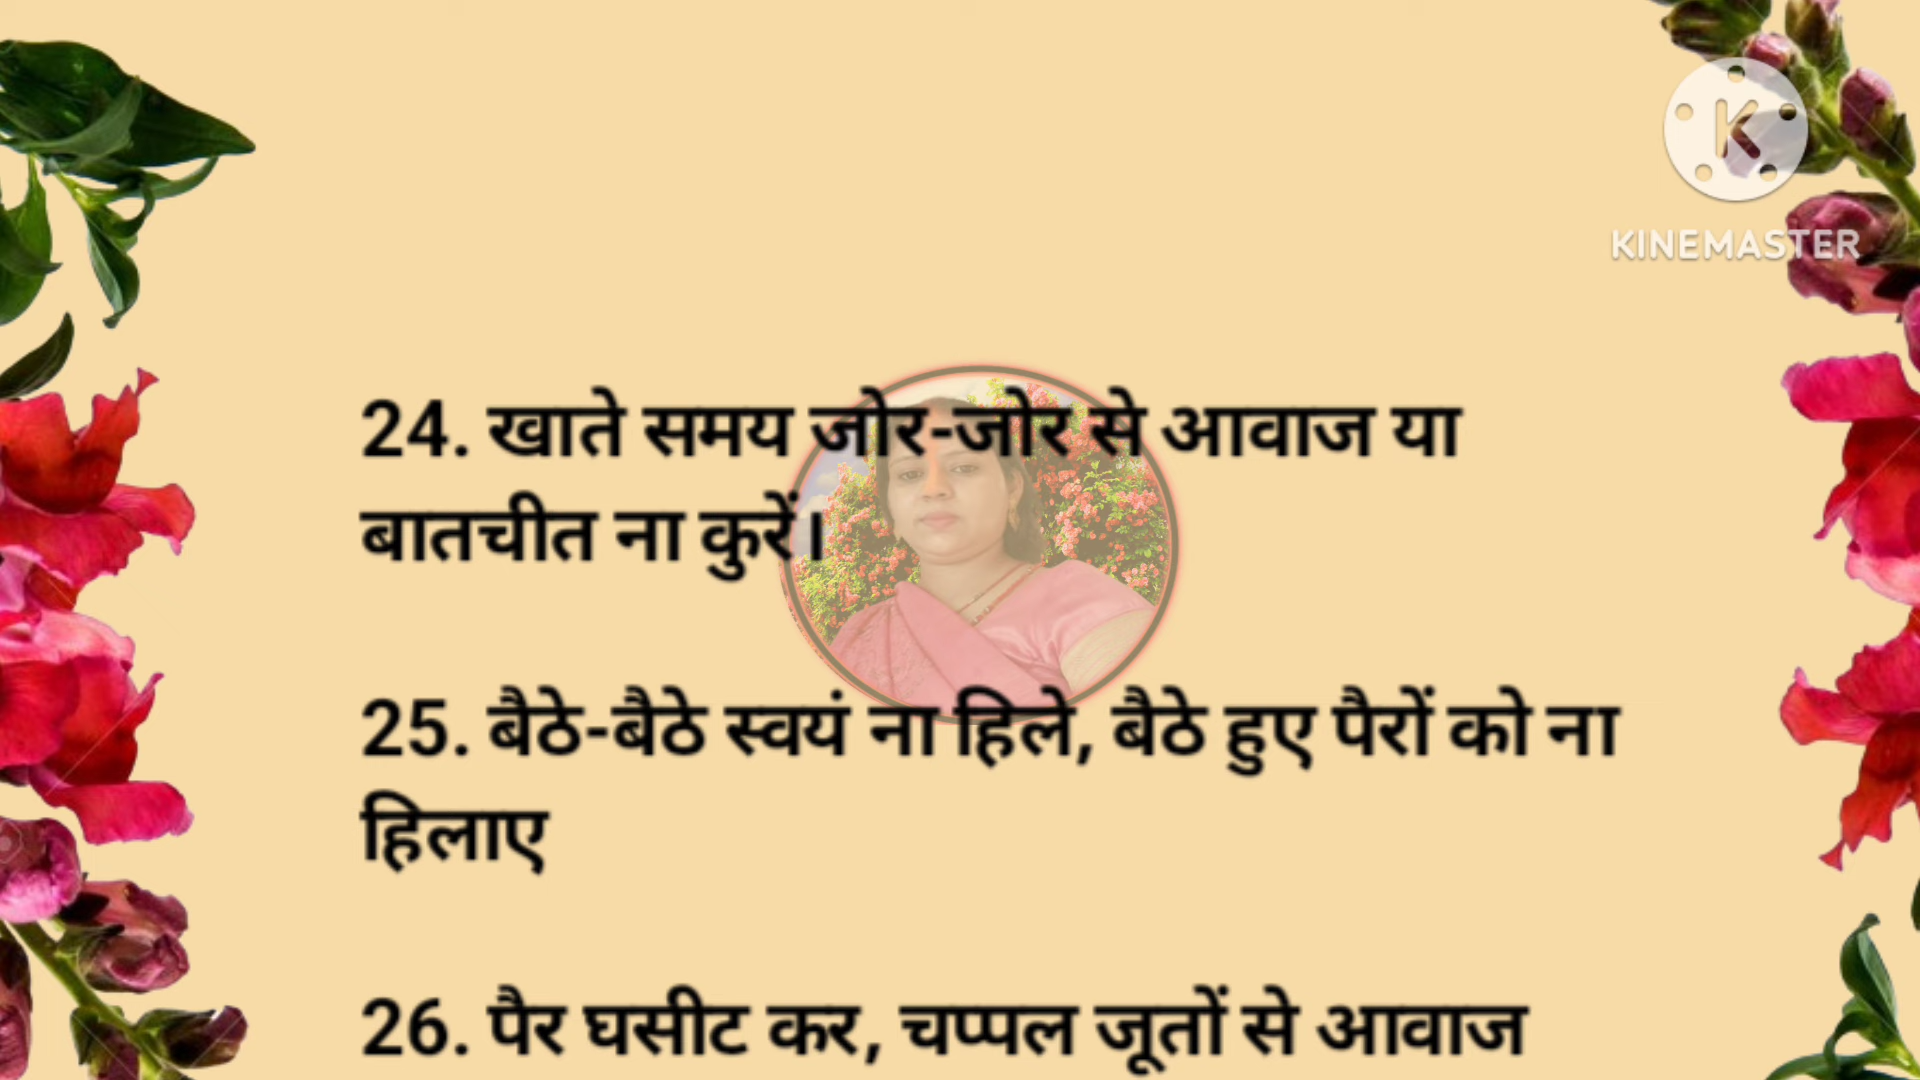 KINEMASTER
24. खाते समय जोर-जोर से आवाज या
बातचीत ना कुरें।
25. बैठे-बैठे स्वयं ना हिले, बैठे हुए पैरों को ना
हिलाए
26. पैर घसीट कर, चप्पल जूतों से आवाज